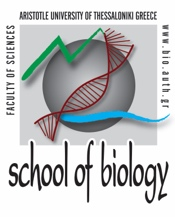 ARISTOTLE UNIVERSITY OF THESSALONIKI GREECE
FACULTY OF SCIENCES
www.bio.auth.gr
school of biology